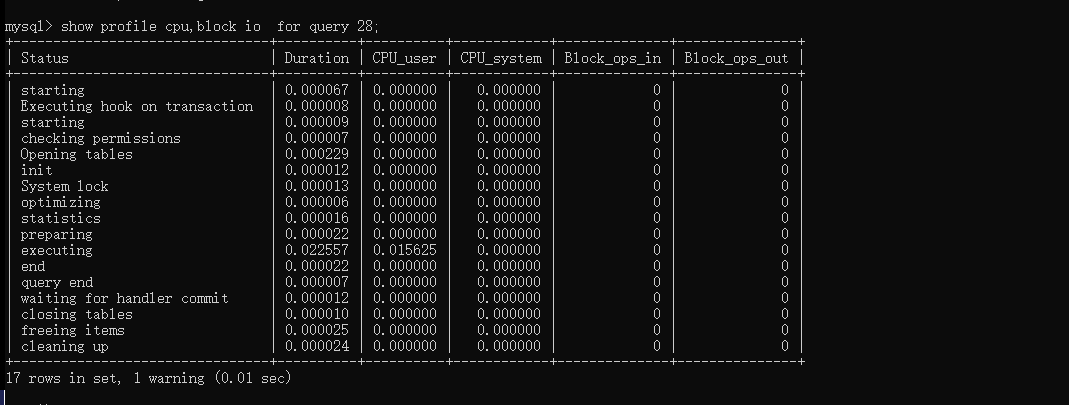 mysql> show profile cpu,block io  for query 28;
+--------------------------------+----------+----------+------------+--------------+---------------+
| Status                         | Duration | CPU_user | CPU_system | Block_ops_in | Block_ops_out |
+--------------------------------+----------+----------+------------+--------------+---------------+
| starting                       | 0.000067 | 0.000000 |   0.000000 |            0 |             0 |
| Executing hook on transaction  | 0.000008 | 0.000000 |   0.000000 |            0 |             0 |
| starting                       | 0.000009 | 0.000000 |   0.000000 |            0 |             0 |
| checking permissions           | 0.000007 | 0.000000 |   0.000000 |            0 |             0 |
| Opening tables                 | 0.000229 | 0.000000 |   0.000000 |            0 |             0 |
| init                           | 0.000012 | 0.000000 |   0.000000 |            0 |             0 |
| System lock                    | 0.000013 | 0.000000 |   0.000000 |            0 |             0 |
| optimizing                     | 0.000006 | 0.000000 |   0.000000 |            0 |             0 |
| statistics                     | 0.000016 | 0.000000 |   0.000000 |            0 |             0 |
| preparing                      | 0.000022 | 0.000000 |   0.000000 |            0 |             0 |
| executing                      | 0.022557 | 0.015625 |   0.000000 |            0 |             0 |
| end                            | 0.000022 | 0.000000 |   0.000000 |            0 |             0 |
| query end                      | 0.000007 | 0.000000 |   0.000000 |            0 |             0 |
| waiting for handler commit     | 0.000012 | 0.000000 |   0.000000 |            0 |             0 |
| closing tables                 | 0.000010 | 0.000000 |   0.000000 |            0 |             0 |
| freeing items                  | 0.000025 | 0.000000 |   0.000000 |            0 |             0 |
| cleaning up                    | 0.000024 | 0.000000 |   0.000000 |            0 |             0 |
+--------------------------------+----------+----------+------------+--------------+---------------+
17 rows in set, 1 warning (0.01 sec)